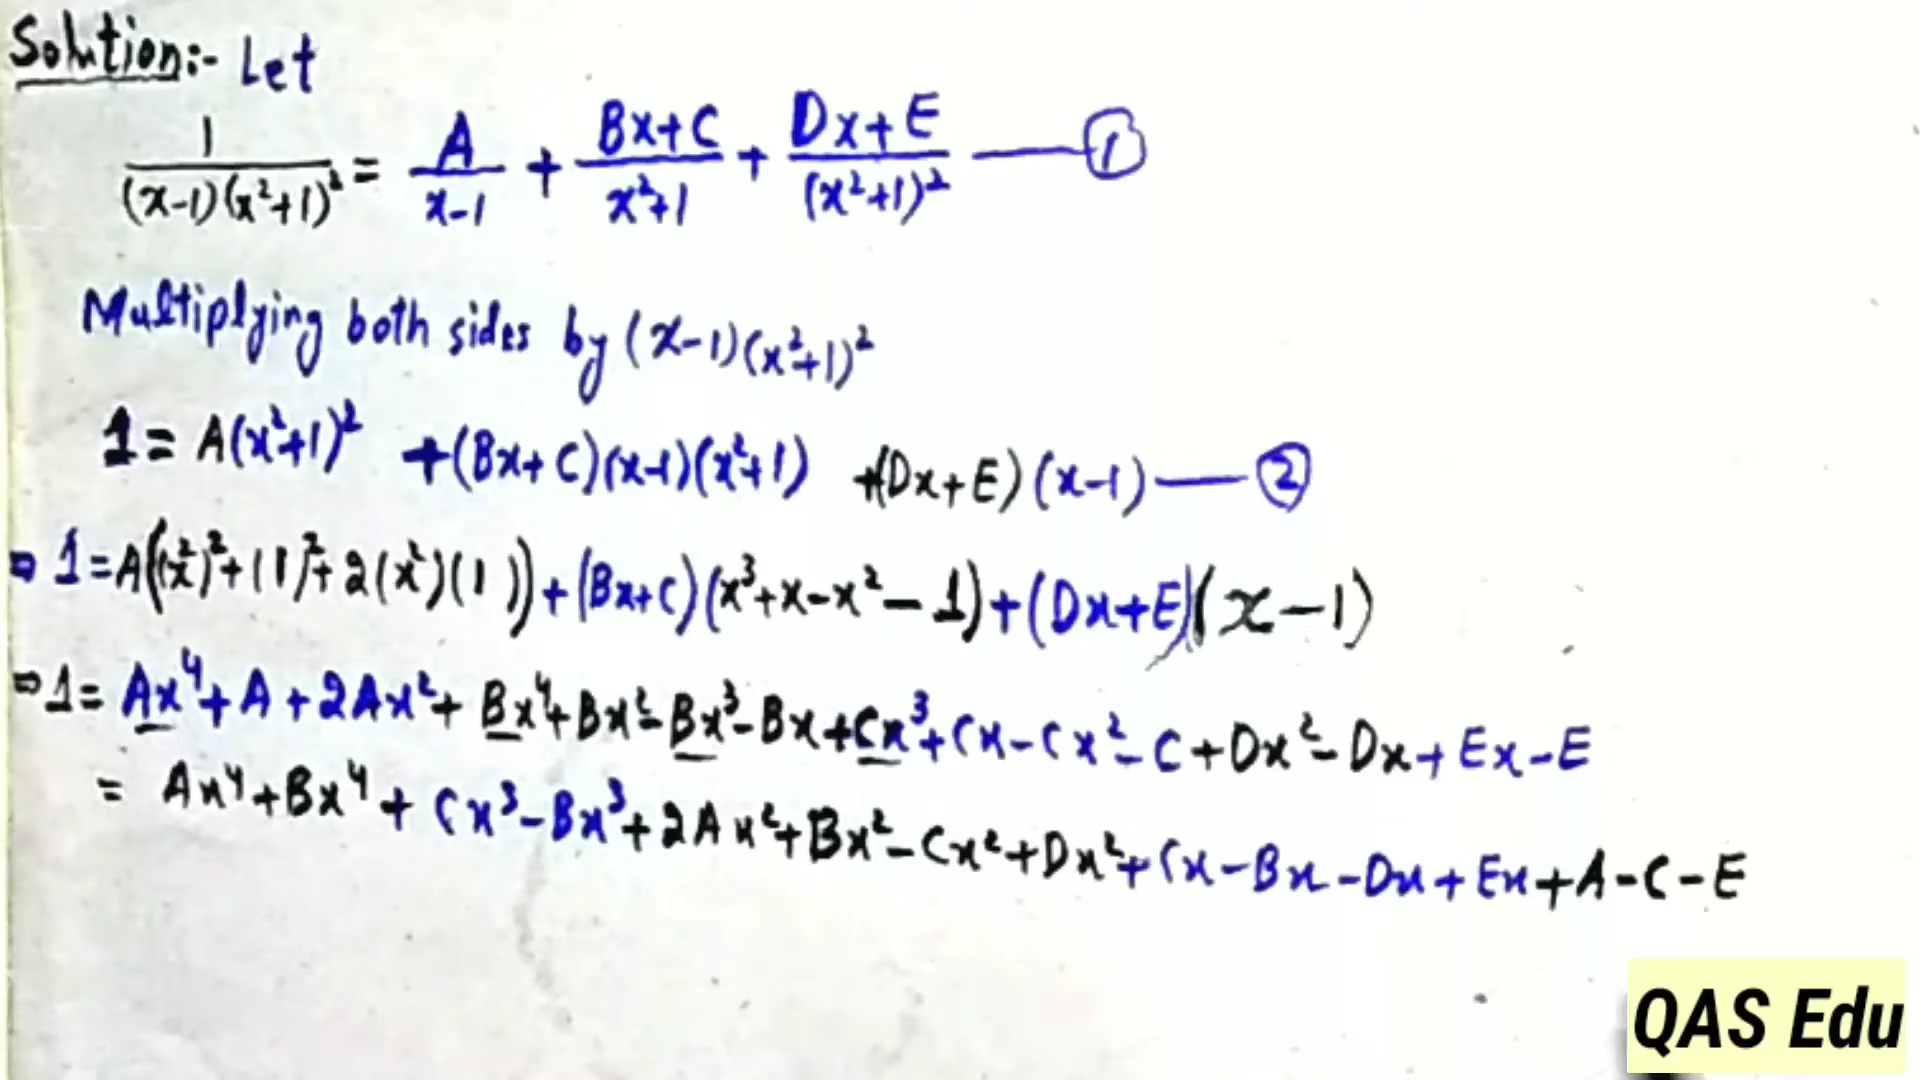 Solution:- Let
1/((x-1)(x²+1)²) = A/(x-1) + (Bx+C)/(x²+1) + (Dx+E)/(x²+1)² —— ①
Multiplying both sides by (x-1)(x²+1)²
1 = A(x²+1)² + (Bx+C)(x-1)(x²+1) + (Dx+E)(x-1) —— ②
⇒ 1 = A((x²)²+(1)²+2(x²)(1)) + (Bx+C)(x³+x-x²-1) + (Dx+E)(x-1)
⇒ 1 = Ax⁴+A+2Ax²+Bx⁴+Bx²-Bx³-Bx+Cx³+Cx-Cx²-C+Dx²-Dx+Ex-E
= Ax⁴+Bx⁴+Cx³-Bx³+2Ax²+Bx²-Cx²+Dx²+Cx-Bx-Dx+Ex+A-C-E
QAS Edu